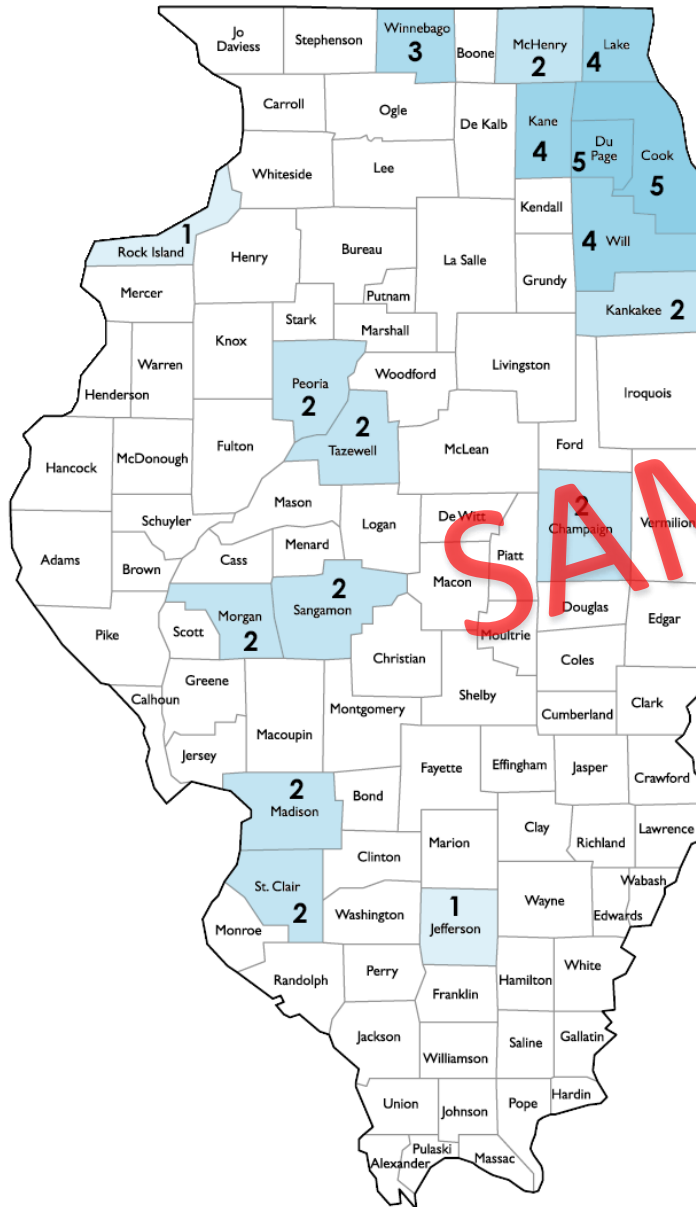 Jo
Daviess
Stephenson
Winnebago
3
Boone
McHenry
2
4 Lake
Carroll
Ogle
De Kalb
Kane
4
Du
Page
5
Cook
5
Whiteside
Lee
Kendall
1
Rock Island
Henry
Bureau
La Salle
4 Will
Grundy
Mercer
Putnam
Kankakee 2
Stark
Marshall
Knox
Warren
Henderson
Peoria
2
Woodford
Livingston
Iroquois
2
Tazewell
Fulton
McLean
Ford
Hancock
McDonough
Mason
Logan
De Witt
2
Champaign
Vermilion
Schuyler
Menard
Cass
Piatt
SAM
Adams
Brown
Macon
2
Sangamon
Morgan
2
Douglas
Edgar
Pike
Scott
Moultrie
Christian
Coles
Greene
Shelby
Calhoun
Montgomery
Cumberland
Clark
Macoupin
Jersey
Fayette
Effingham
Jasper
Crawford
2
Madison
Bond
Clay
Richland
Lawrence
Marion
Clinton
St. Clair
2
Wabash
Wayne
Edwards
1
Jefferson
Washington
Monroe
White
Randolph
Perry
Hamilton
Franklin
Jackson
Saline
Gallatin
Williamson
Union
Johnson
Pope
Hardin
Pulaski
Alexander
Massac